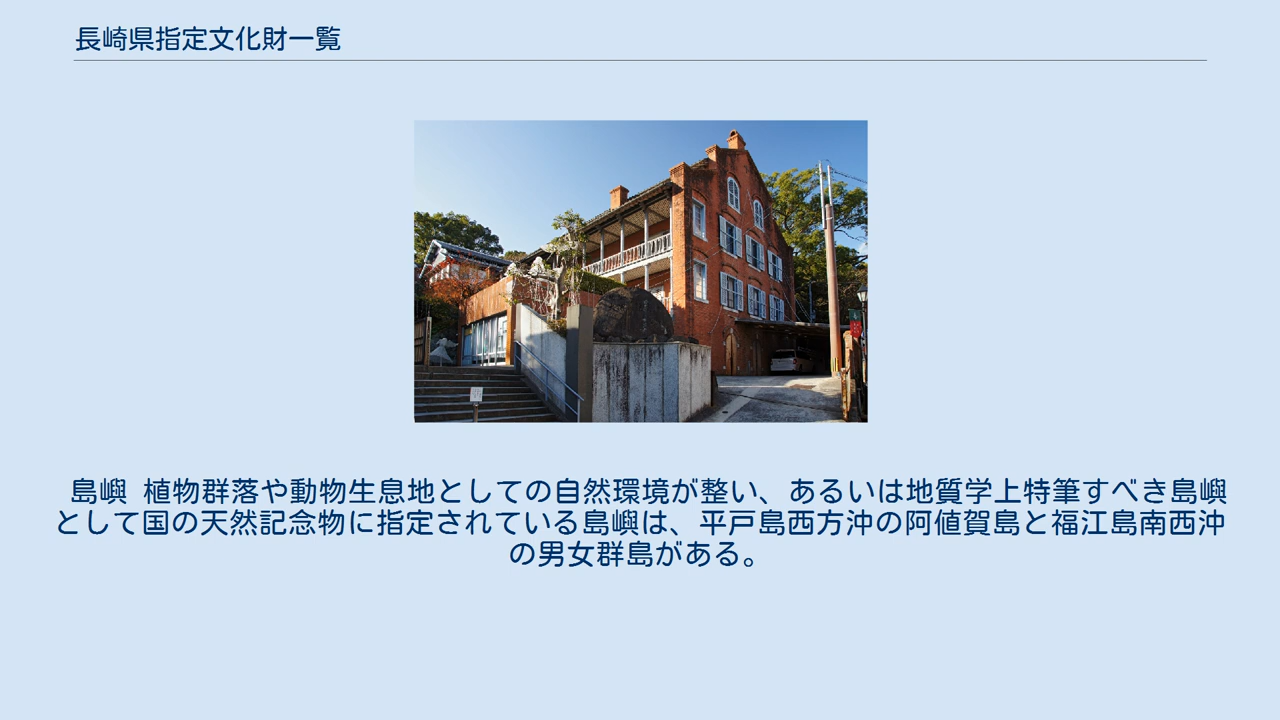 長崎県指定文化財一覧
島嶼 植物群落や動物生息地としての自然環境が整い、あるいは地質学上特筆すべき島嶼
として国の天然記念物に指定されている島嶼は、平戸島西方沖の阿値賀島と福江島南西沖
の男女群島がある。